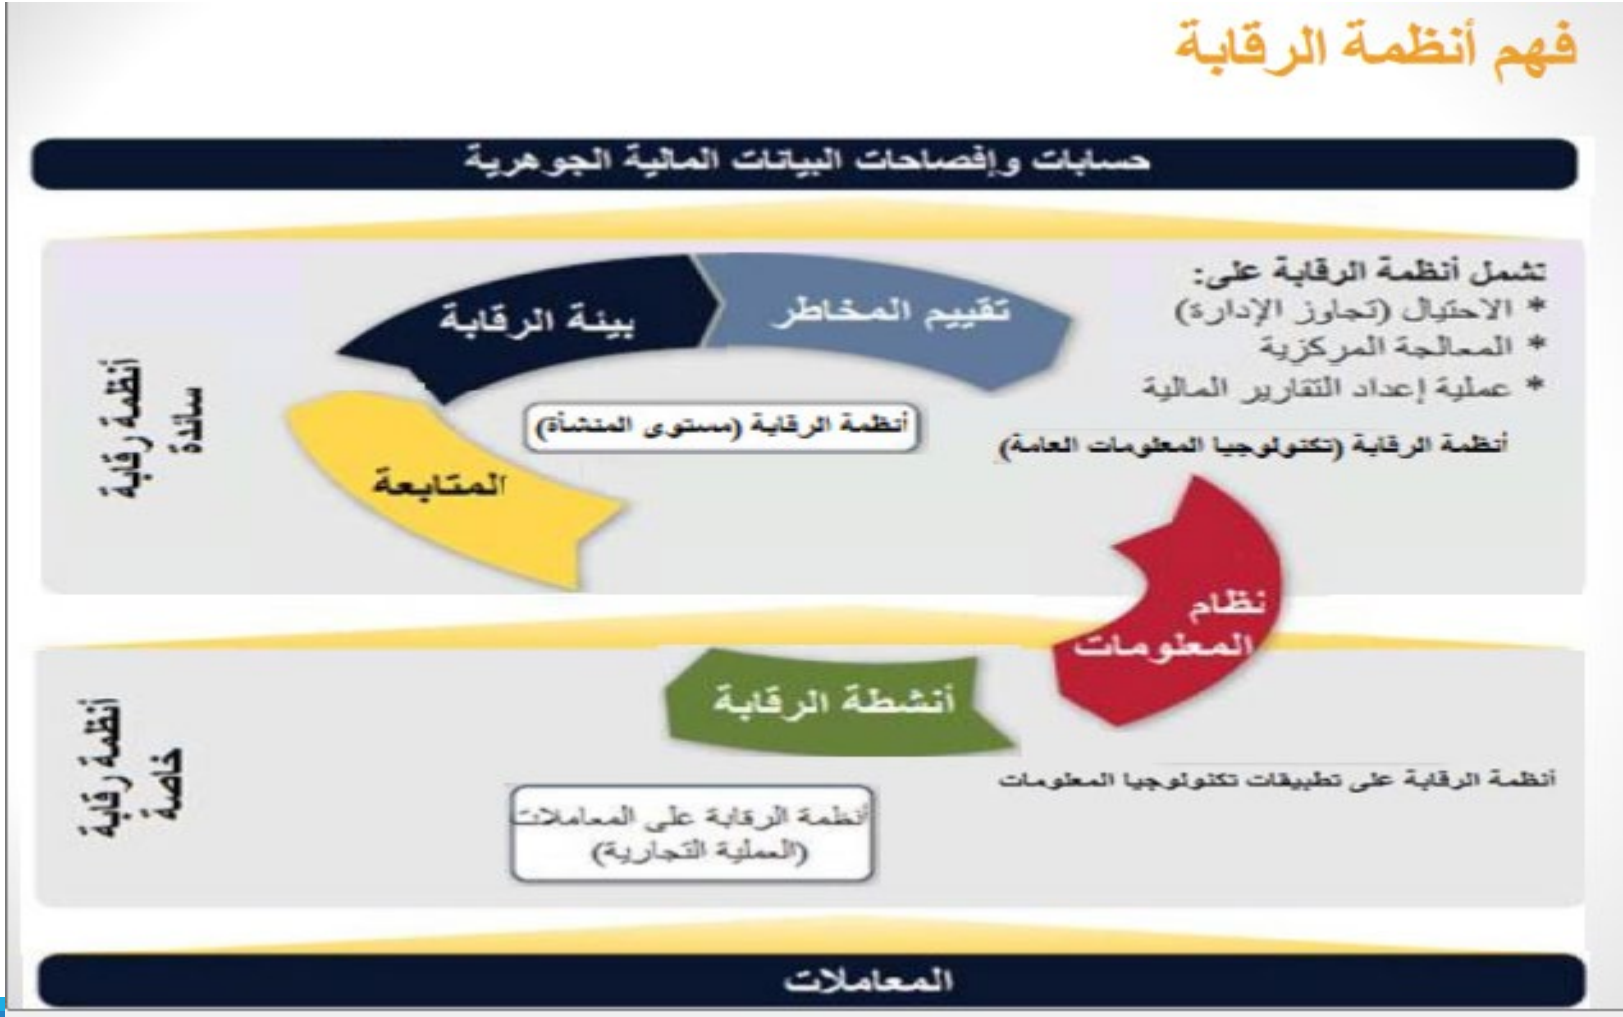 فهم أنظمة الرقابة
حسابات وإفصاحات البيانات المالية الجوهرية
تشمل أنظمة الرقابة على:
* الاحتيال (تجاوز الإدارة)
* المعالجة المركزية
* عملية إعداد التقارير المالية
تقييم المخاطر
بيئة الرقابة
أنظمة الرقابة (مستوى المنشأة)
أنظمة الرقابة (تكنولوجيا المعلومات العامة)
المتابعة
أنظمة رقابة
سائدة
نظام
المعلومات
أنشطة الرقابة
أنظمة الرقابة على تطبيقات تكنولوجيا المعلومات
أنظمة الرقابة على المعاملات
(العملية التجارية)
أنظمة رقابة
خاصة
المعاملات